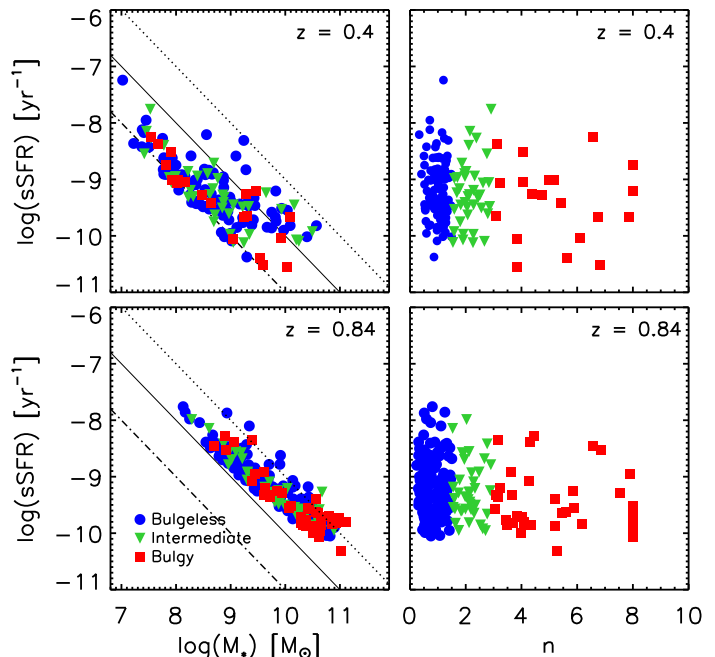 −6
−7
−8
−9
−10
−11
log(sSFR) [yr⁻¹]
z = 0.4
z = 0.4
−6
−7
−8
−9
−10
−11
log(sSFR) [yr⁻¹]
z = 0.84
Bulgeless
Intermediate
Bulgy
z = 0.84
7 8 9 10 11
log(M⁎) [M☉]
0 2 4 6 8 10
n